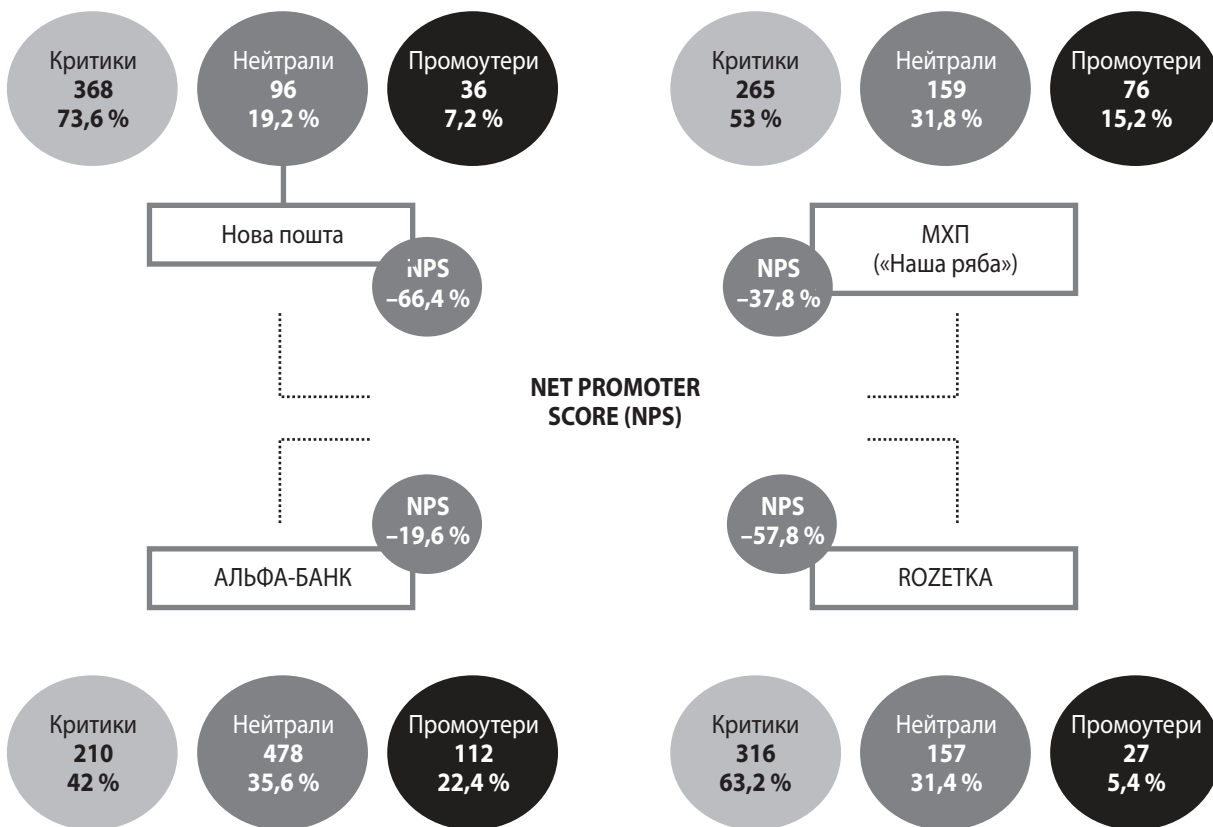 Критики
368
73,6 %
Нейтрали
96
19,2 %
Промоутери
36
7,2 %
Критики
265
53 %
Нейтрали
159
31,8 %
Промоутери
76
15,2 %
Нова пошта
NPS
–66,4 %
NPS
–37,8 %
МХП
(«Наша ряба»)
NET PROMOTER
SCORE (NPS)
NPS
–19,6 %
АЛЬФА-БАНК
NPS
–57,8 %
ROZETKA
Критики
210
42 %
Нейтрали
478
35,6 %
Промоутери
112
22,4 %
Критики
316
63,2 %
Нейтрали
157
31,4 %
Промоутери
27
5,4 %